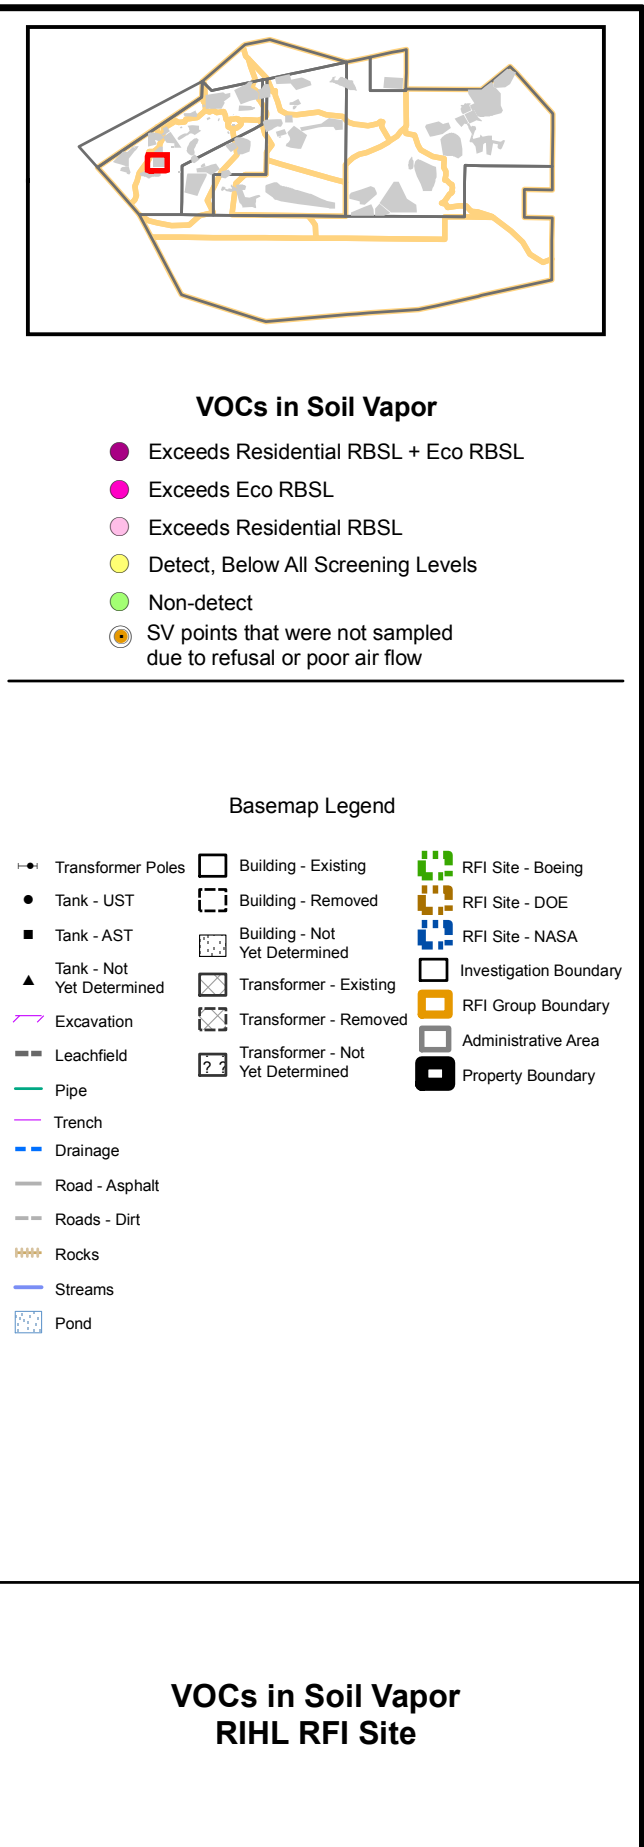 VOCs in Soil Vapor
Exceeds Residential RBSL + Eco RBSL
Exceeds Eco RBSL
Exceeds Residential RBSL
Detect, Below All Screening Levels
Non-detect
SV points that were not sampled
due to refusal or poor air flow
Basemap Legend
Transformer Poles
Tank - UST
Tank - AST
Tank - Not
Yet Determined
Excavation
Leachfield
Pipe
Trench
Drainage
Road - Asphalt
Roads - Dirt
Rocks
Streams
Pond
Building - Existing
Building - Removed
Building - Not
Yet Determined
Transformer - Existing
Transformer - Removed
? ?
Transformer - Not
Yet Determined
RFI Site - Boeing
RFI Site - DOE
RFI Site - NASA
Investigation Boundary
RFI Group Boundary
Administrative Area
Property Boundary
VOCs in Soil Vapor
RIHL RFI Site